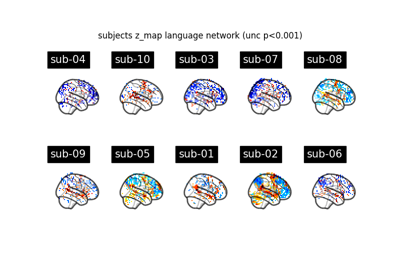 subjects z_map language network (unc p<0.001)
sub-04 sub-10 sub-03 sub-07 sub-08
sub-09 sub-05 sub-01 sub-02 sub-06